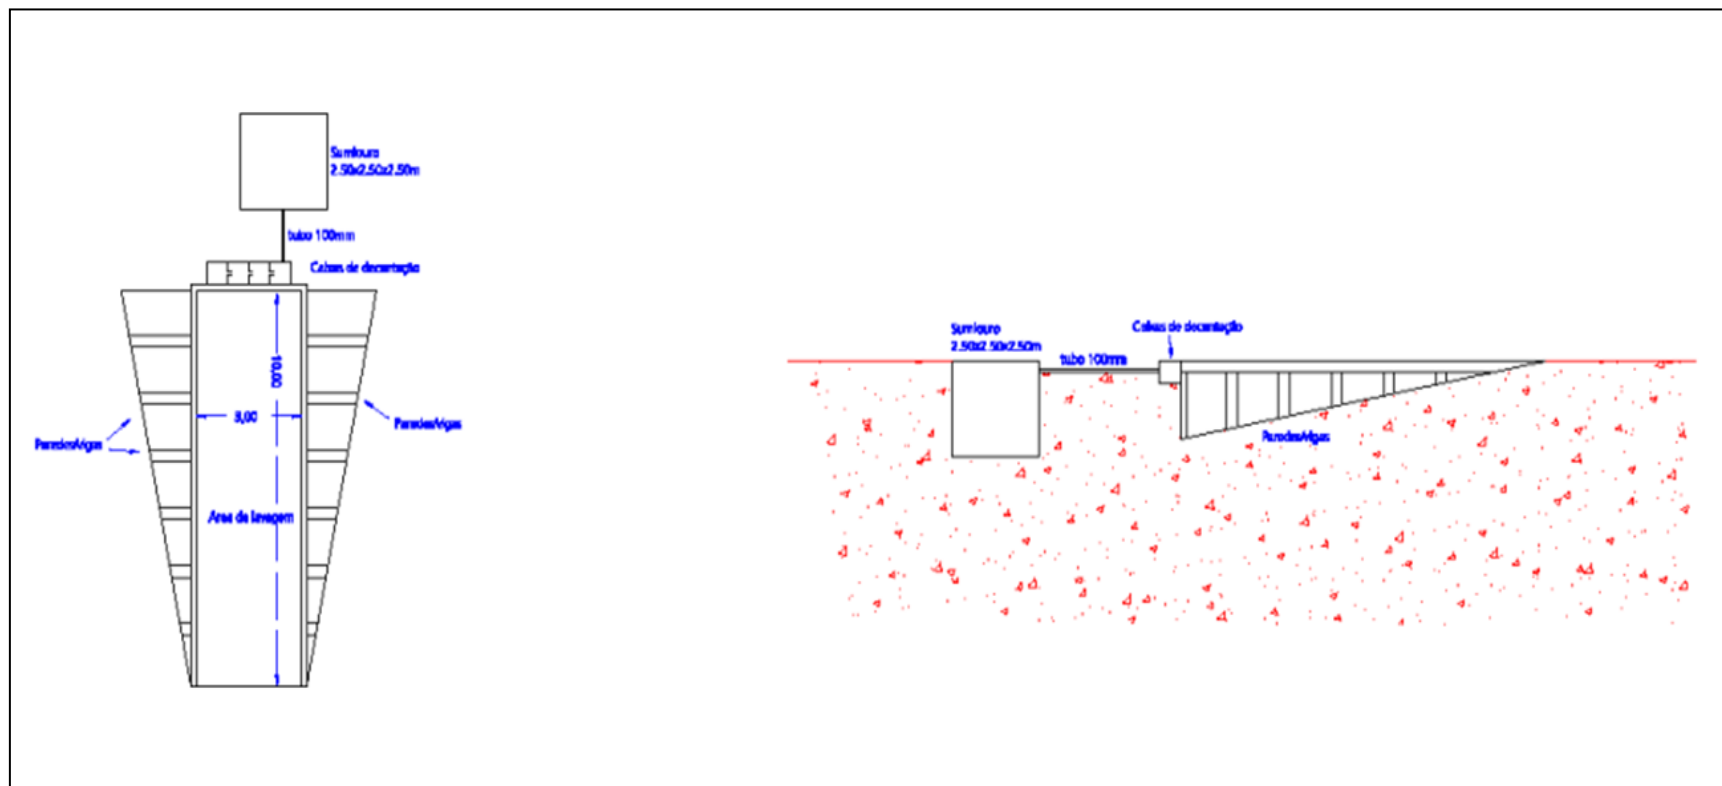 Sumidouro
2.50x2.50x2.50m
tubo 100mm
Caixas de decantação
10,00
3,00
Paredes/vigas
Paredes/vigas
Area de lavagem
Sumidouro
2.50x2.50x2.50m
tubo 100mm
Caixas de decantação
Paredes/vigas